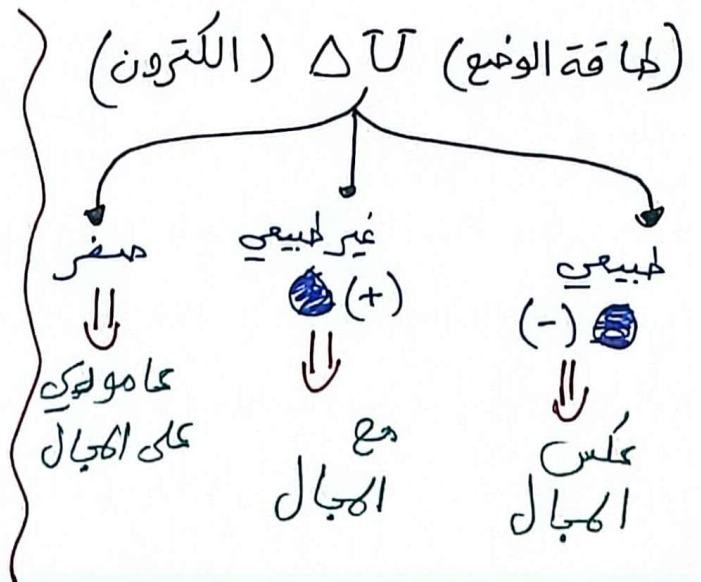 (طاقة الوضع) ΔU (الكترون)
طبيعي
(-)
عكس
المجال
غير طبيعي
(+)
مع
المجال
صفر
عامودي
على المجال